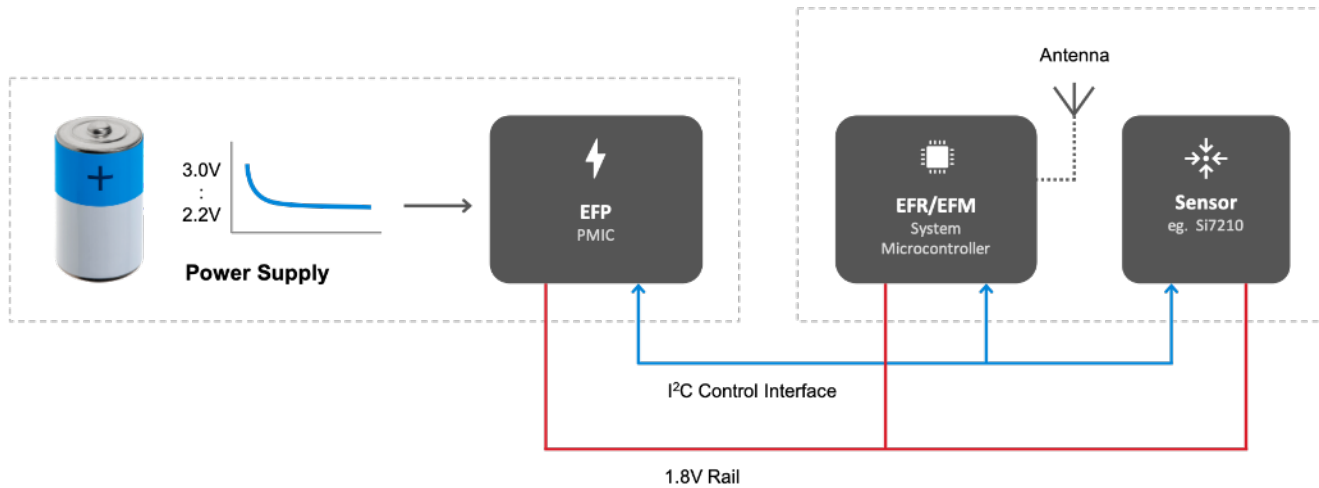 Antenna
3.0V
:
2.2V
+
Power Supply
EFP
PMIC
EFR/EFM
System
Microcontroller
Sensor
eg. Si7210
I²C Control Interface
1.8V Rail